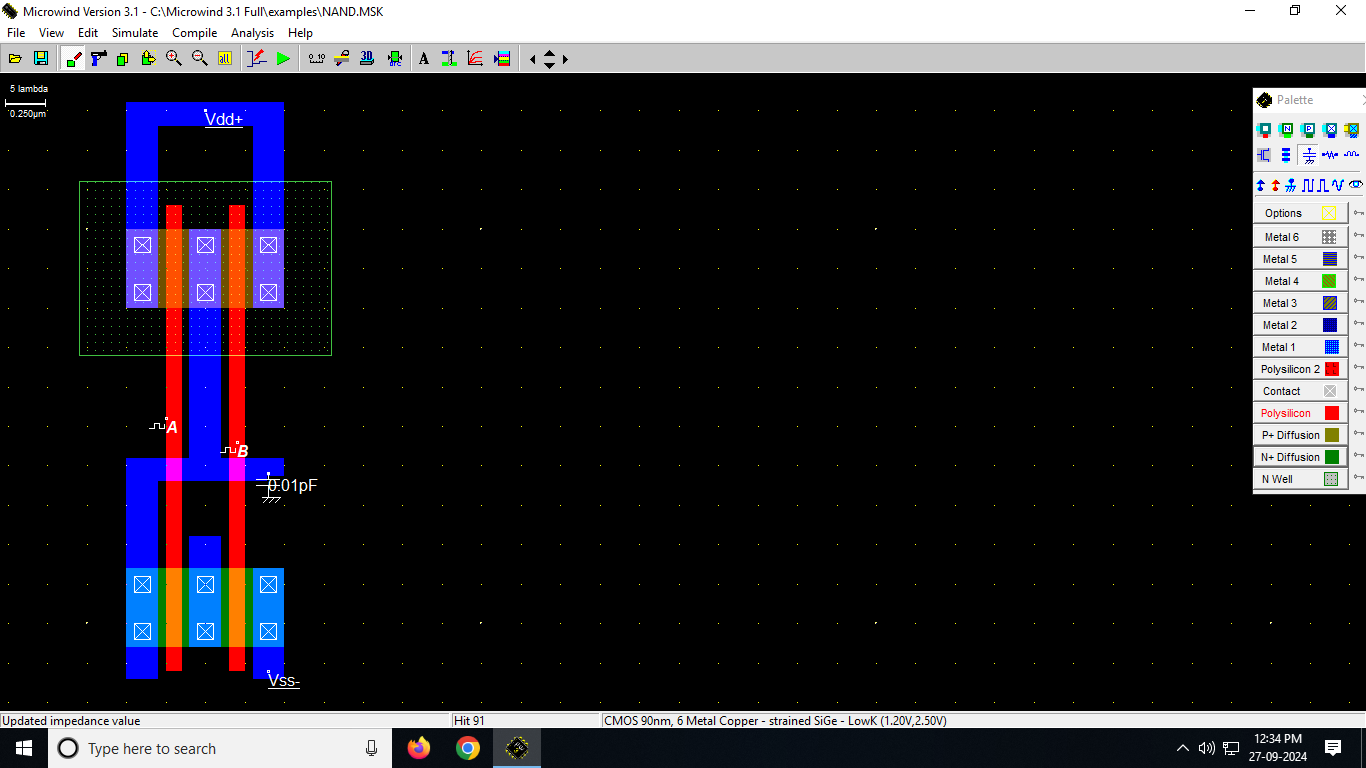 Microwind Version 3.1 - C:\Microwind 3.1 Full\examples\NAND.MSK
File View Edit Simulate Compile Analysis Help
5 lambda
0.250µm
Vdd+
A
B
0.01pF
Vss-
Palette
Options
Metal 6
Metal 5
Metal 4
Metal 3
Metal 2
Metal 1
Polysilicon 2
Contact
Polysilicon
P+ Diffusion
N+ Diffusion
N Well
Updated impedance value
Hit 91
CMOS 90nm, 6 Metal Copper - strained SiGe - LowK (1.20V,2.50V)
Type here to search
12:34 PM
27-09-2024